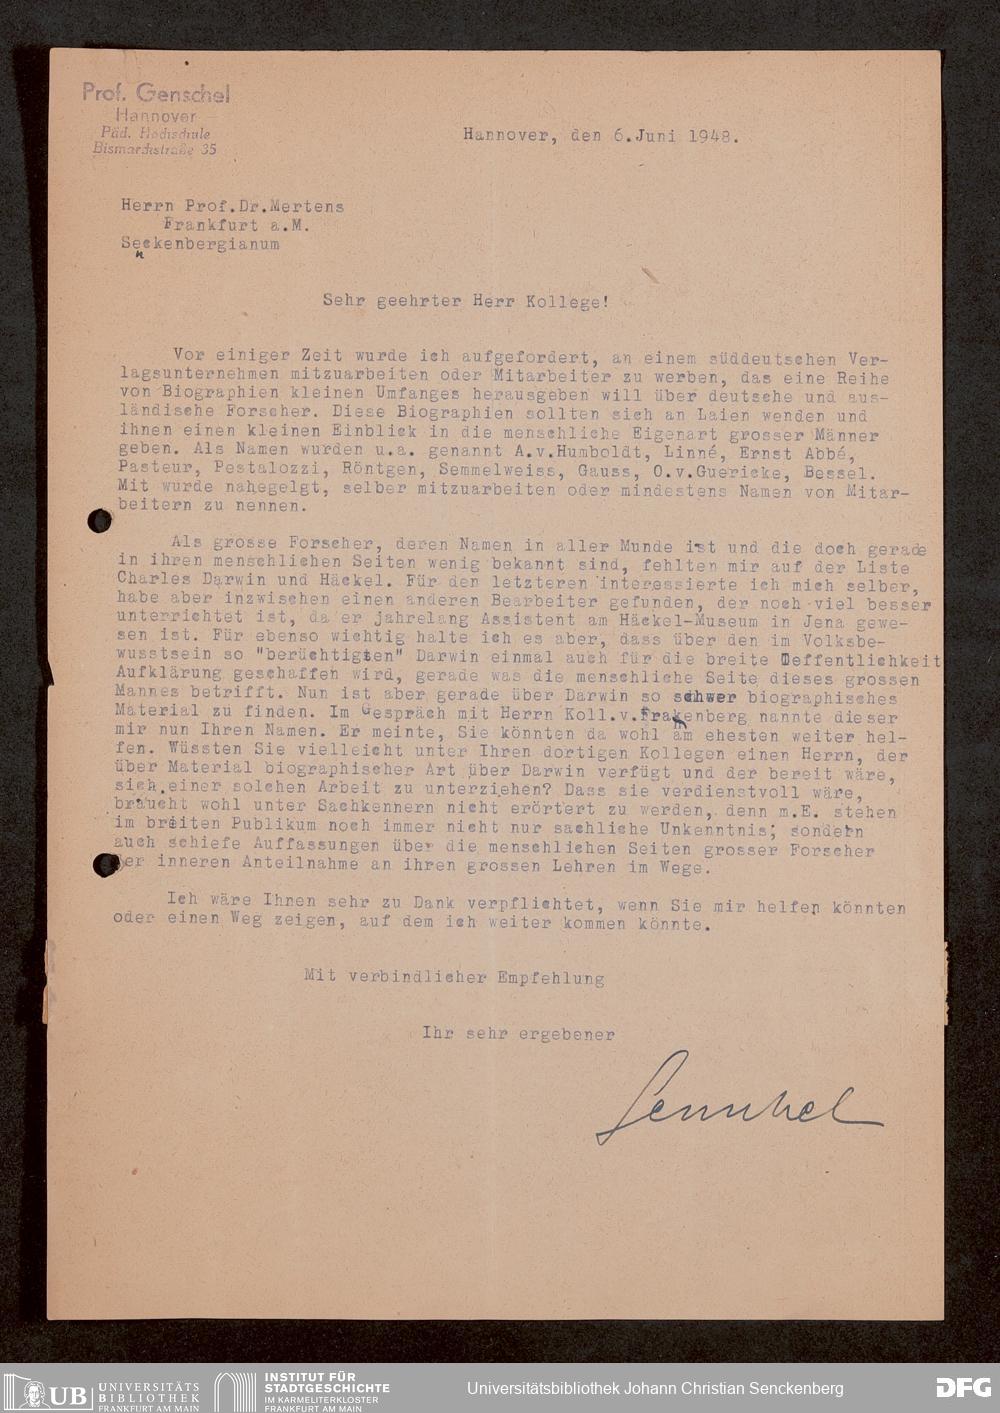 Prof. Genschel
Hannover
Päd. Hochschule
Bismarckstraße 35
Hannover, den 6.Juni 1948.
Herrn Prof.Dr.Mertens
Frankfurt a.M.
Seckenbergianum
n
Sehr geehrter Herr Kollege!
Vor einiger Zeit wurde ich aufgefordert, an einem süddeutschen Ver-
lagsunternehmen mitzuarbeiten oder Mitarbeiter zu werben, das eine Reihe
von Biographien kleinen Umfanges herausgeben will über deutsche und aus-
ländische Forscher. Diese Biographien sollten sich an Laien wenden und
ihnen einen kleinen Einblick in die menschliche Eigenart grosser Männer
geben. Als Namen wurden u.a. genannt A.v.Humboldt, Linné, Ernst Abbé,
Pasteur, Pestalozzi, Röntgen, Semmelweiss, Gauss, O.v.Guericke, Bessel.
Mit wurde nahegelgt, selber mitzuarbeiten oder mindestens Namen von Mitar-
beitern zu nennen.
Als grosse Forscher, deren Namen in aller Munde ist und die doch gerade
in ihren menschlichen Seiten wenig bekannt sind, fehlten mir auf der Liste
Charles Darwin und Häckel. Für den letzteren interessierte ich mich selber,
habe aber inzwischen einen anderen Bearbeiter gefunden, der noch viel besser
unterrichtet ist, da er jahrelang Assistent am Häckel-Museum in Jena gewe-
sen ist. Für ebenso wichtig halte ich es aber, dass über den im Volksbe-
wusstsein so "berüchtigten" Darwin einmal auch für die breite Oeffentlichkeit
Aufklärung geschaffen wird, gerade was die menschliche Seite dieses grossen
Mannes betrifft. Nun ist aber gerade über Darwin so schwer biographisches
Material zu finden. Im Gespräch mit Herrn Koll.v.Frakenberg nannte dieser
mir nun Ihren Namen. Er meinte, Sie könnten da wohl am ehesten weiter hel-
fen. Wüssten Sie vielleicht unter Ihren dortigen Kollegen einen Herrn, der
über Material biographischer Art über Darwin verfügt und der bereit wäre,
sich einer solchen Arbeit zu unterziehen? Dass sie verdienstvoll wäre,
braucht wohl unter Sachkennern nicht erörtert zu werden, denn m.E. stehen
im breiten Publikum noch immer nicht nur sachliche Unkenntnis; sondern
auch schiefe Auffassungen über die menschlichen Seiten grosser Forscher
der inneren Anteilnahme an ihren grossen Lehren im Wege.
Ich wäre Ihnen sehr zu Dank verpflichtet, wenn Sie mir helfen könnten
oder einen Weg zeigen, auf dem ich weiter kommen könnte.
Mit verbindlicher Empfehlung
Ihr sehr ergebener
Genschel
UB UNIVERSITÄTS
BIBLIOTHEK
FRANKFURT AM MAIN
INSTITUT FÜR
STADTGESCHICHTE
IM KARMELITERKLOSTER
FRANKFURT AM MAIN
Universitätsbibliothek Johann Christian Senckenberg
DFG